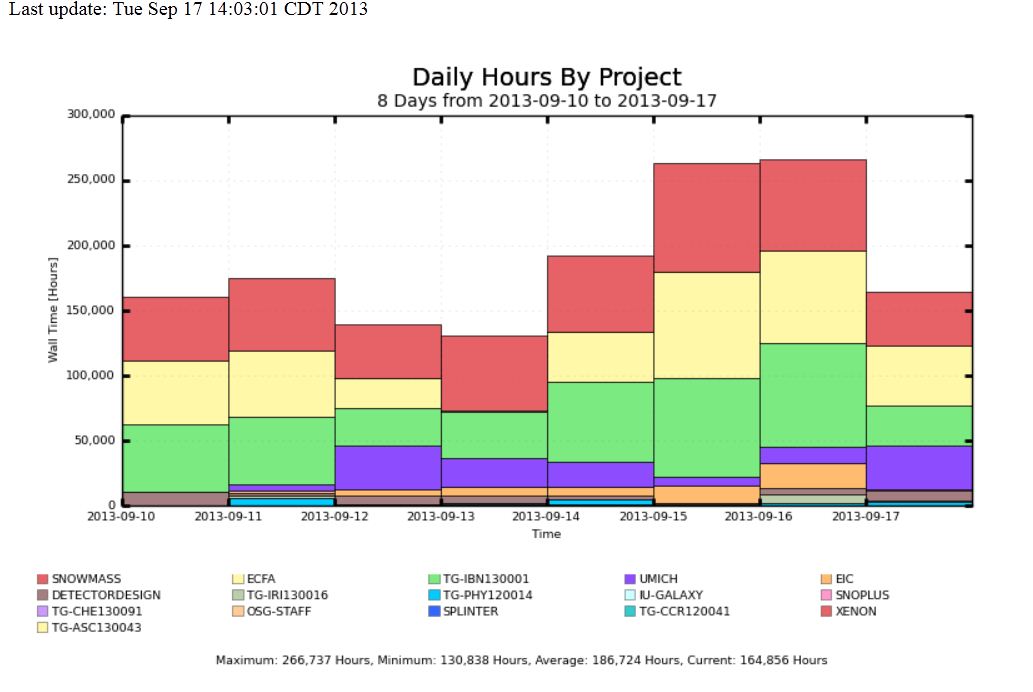 Last update: Tue Sep 17 14:03:01 CDT 2013
Daily Hours By Project
8 Days from 2013-09-10 to 2013-09-17
300,000
250,000
200,000
150,000
100,000
50,000
0
Wall Time [Hours]
2013-09-10 2013-09-11 2013-09-12 2013-09-13 2013-09-14 2013-09-15 2013-09-16 2013-09-17
Time
SNOWMASS ECFA TG-IBN130001 UMICH EIC
DETECTORDESIGN TG-IRI130016 TG-PHY120014 IU-GALAXY SNOPLUS
TG-CHE130091 OSG-STAFF SPLINTER TG-CCR120041 XENON
TG-ASC130043
Maximum: 266,737 Hours, Minimum: 130,838 Hours, Average: 186,724 Hours, Current: 164,856 Hours